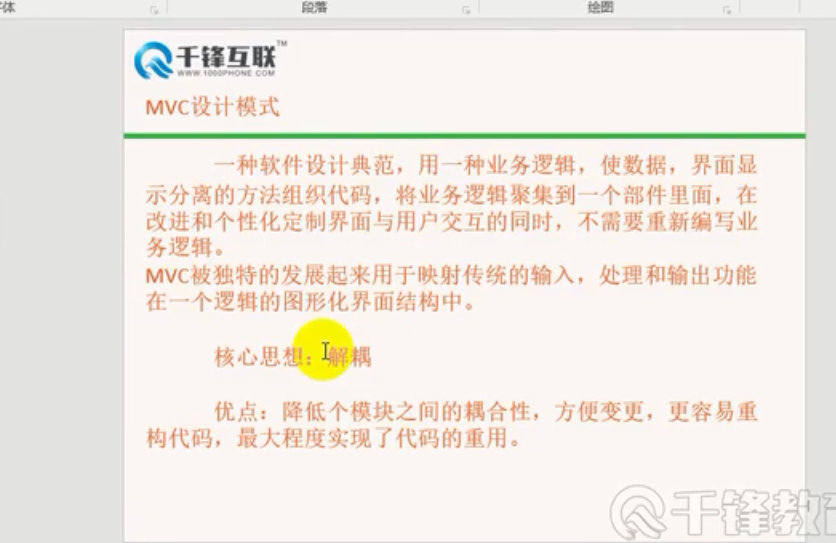 段落
绘图
千锋互联™
WWW.1000PHONE.COM
MVC设计模式
一种软件设计典范，用一种业务逻辑，使数据，界面显
示分离的方法组织代码，将业务逻辑聚集到一个部件里面，在
改进和个性化定制界面与用户交互的同时，不需要重新编写业
务逻辑。
MVC被独特的发展起来用于映射传统的输入，处理和输出功能
在一个逻辑的图形化界面结构中。
核心思想：解耦
优点：降低个模块之间的耦合性，方便变更，更容易重
构代码，最大程度实现了代码的重用。
千锋教